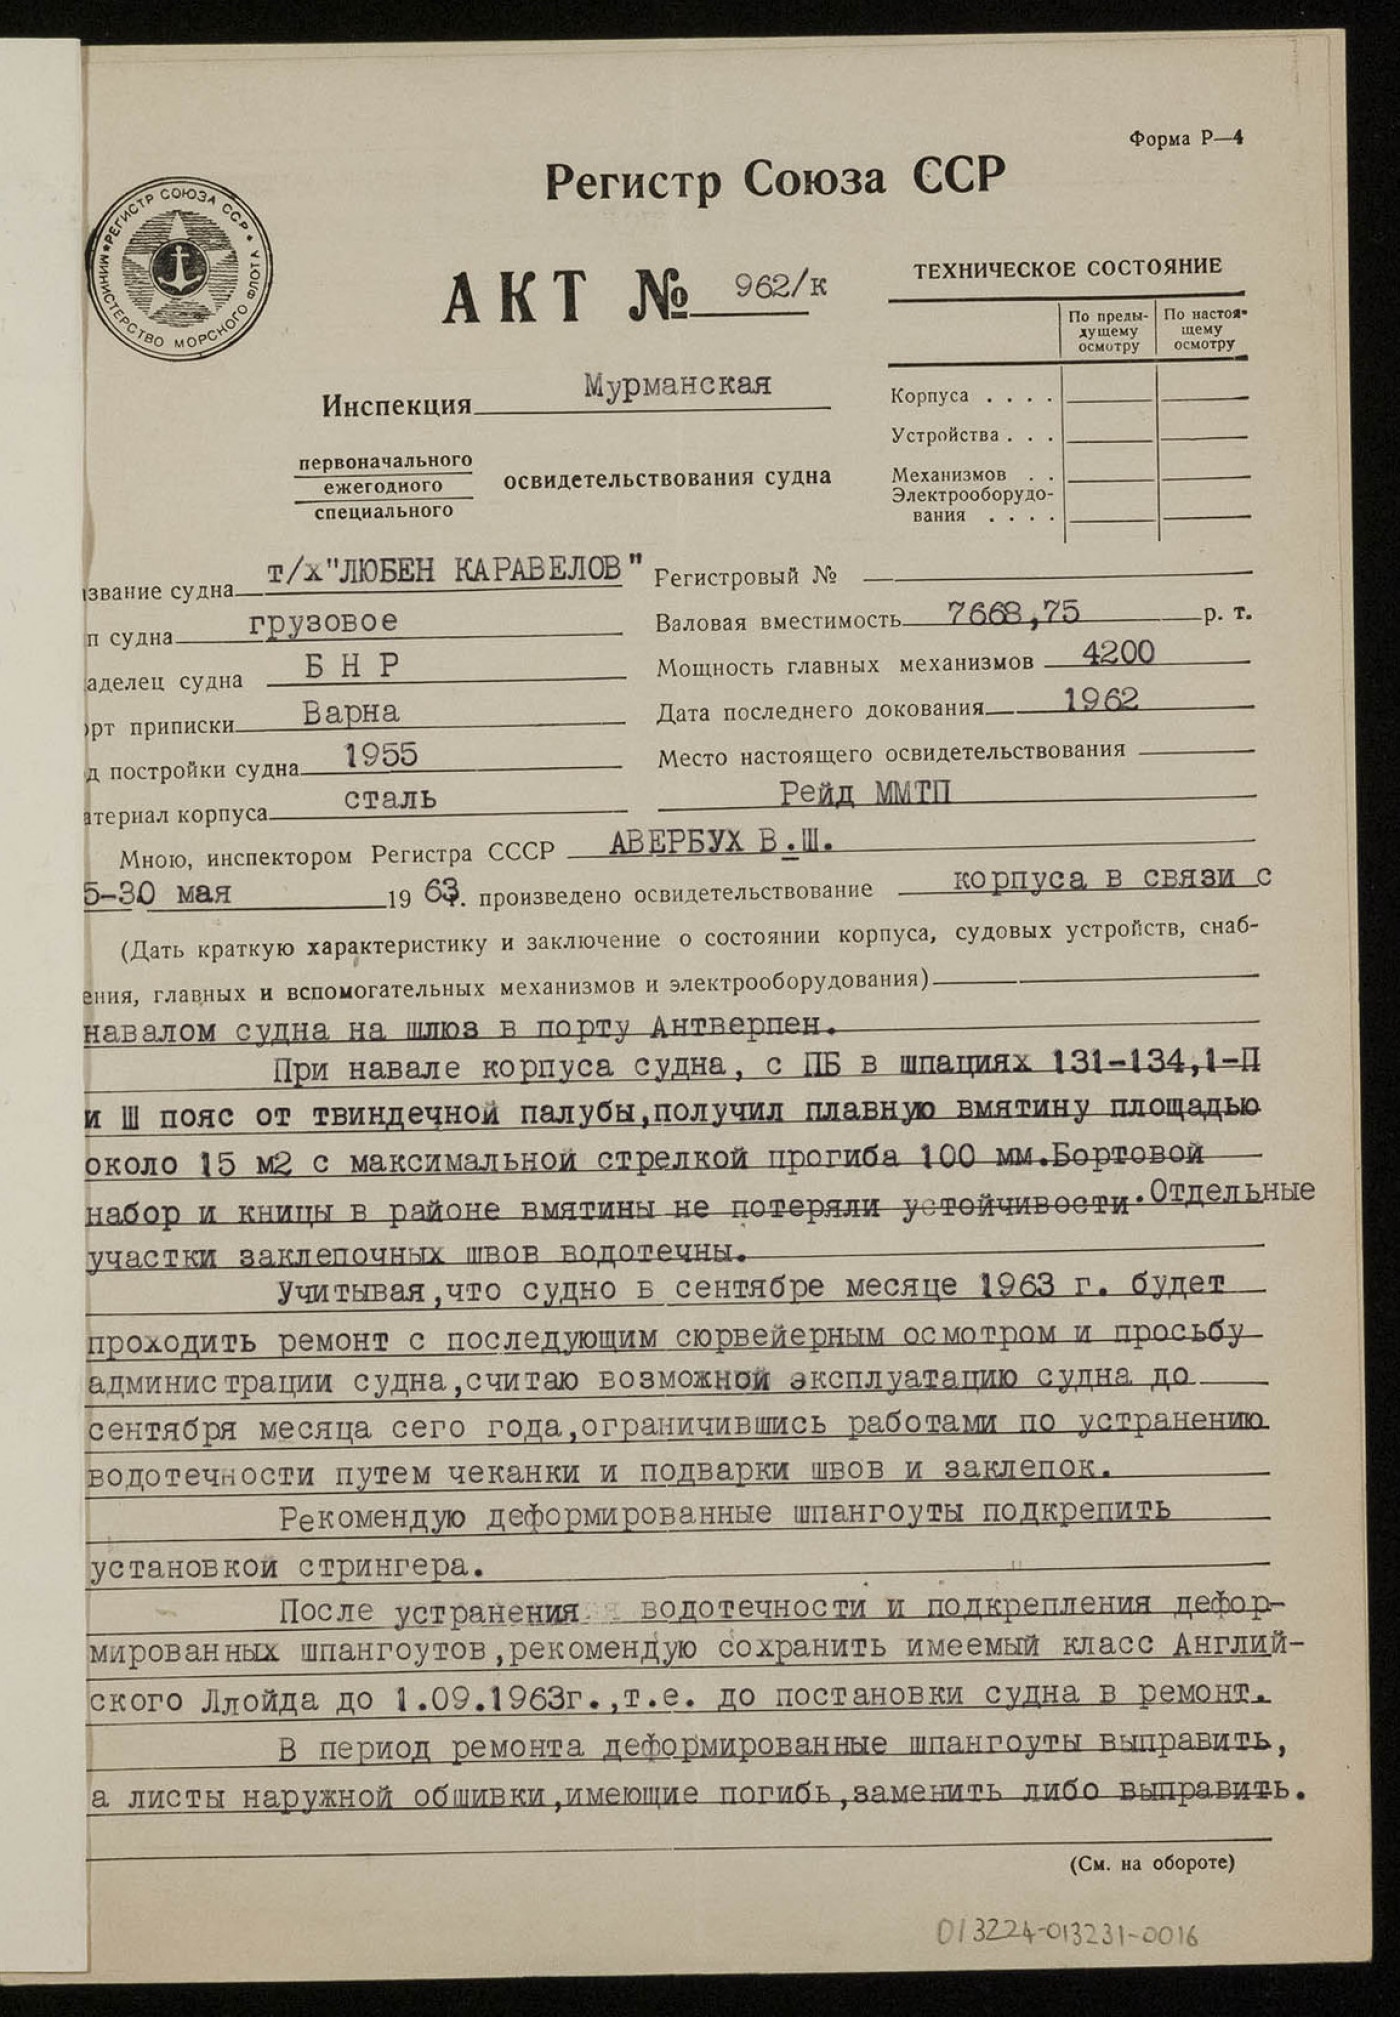 Форма Р—4
Регистр Союза ССР
★ РЕГИСТР СОЮЗА ССР ★ МИНИСТЕРСТВО МОРСКОГО ФЛОТА
АКТ № 962/к
ТЕХНИЧЕСКОЕ СОСТОЯНИЕ
По преды-
дущему
осмотру
По настоя-
щему
осмотру
Инспекция Мурманская
Корпуса . . . .
Устройства . . .
Механизмов . .
Электрооборудо-
вания . . . .
первоначального
ежегодного
специального
освидетельствования судна
звание судна т/х"ЛЮБЕН КАРАВЕЛОВ" Регистровый № —
п судна грузовое Валовая вместимость 7668,75 р. т.
аделец судна Б Н Р Мощность главных механизмов 4200
рт приписки Варна Дата последнего докования 1962
д постройки судна 1955 Место настоящего освидетельствования
атериал корпуса сталь Рейд ММТП
Мною, инспектором Регистра СССР АВЕРБУХ В.Ш.
5-30 мая 1963. произведено освидетельствование корпуса в связи с
(Дать краткую характеристику и заключение о состоянии корпуса, судовых устройств, снаб-
ения, главных и вспомогательных механизмов и электрооборудования)
навалом судна на шлюз в порту Антверпен.
При навале корпуса судна, с ПБ в шпациях 131-134,1-П
и Ш пояс от твиндечной палубы,получил плавную вмятину площадью
около 15 м2 с максимальной стрелкой прогиба 100 мм.Бортовой
набор и кницы в районе вмятины не потеряли устойчивости.Отдельные
участки заклепочных швов водотечны.
Учитывая,что судно в сентябре месяце 1963 г. будет
проходить ремонт с последующим сюрвейерным осмотром и просьбу
администрации судна,считаю возможной эксплуатацию судна до
сентября месяца сего года,ограничившись работами по устранению
водотечности путем чеканки и подварки швов и заклепок.
Рекомендую деформированные шпангоуты подкрепить
установкой стрингера.
После устранения водотечности и подкрепления дефор-
мированных шпангоутов,рекомендую сохранить имеемый класс Англий-
ского Ллойда до 1.09.1963г.,т.е. до постановки судна в ремонт.
В период ремонта деформированные шпангоуты выправить,
а листы наружной обшивки,имеющие погибь,заменить либо выправить.
(См. на обороте)
013224-013231-0016